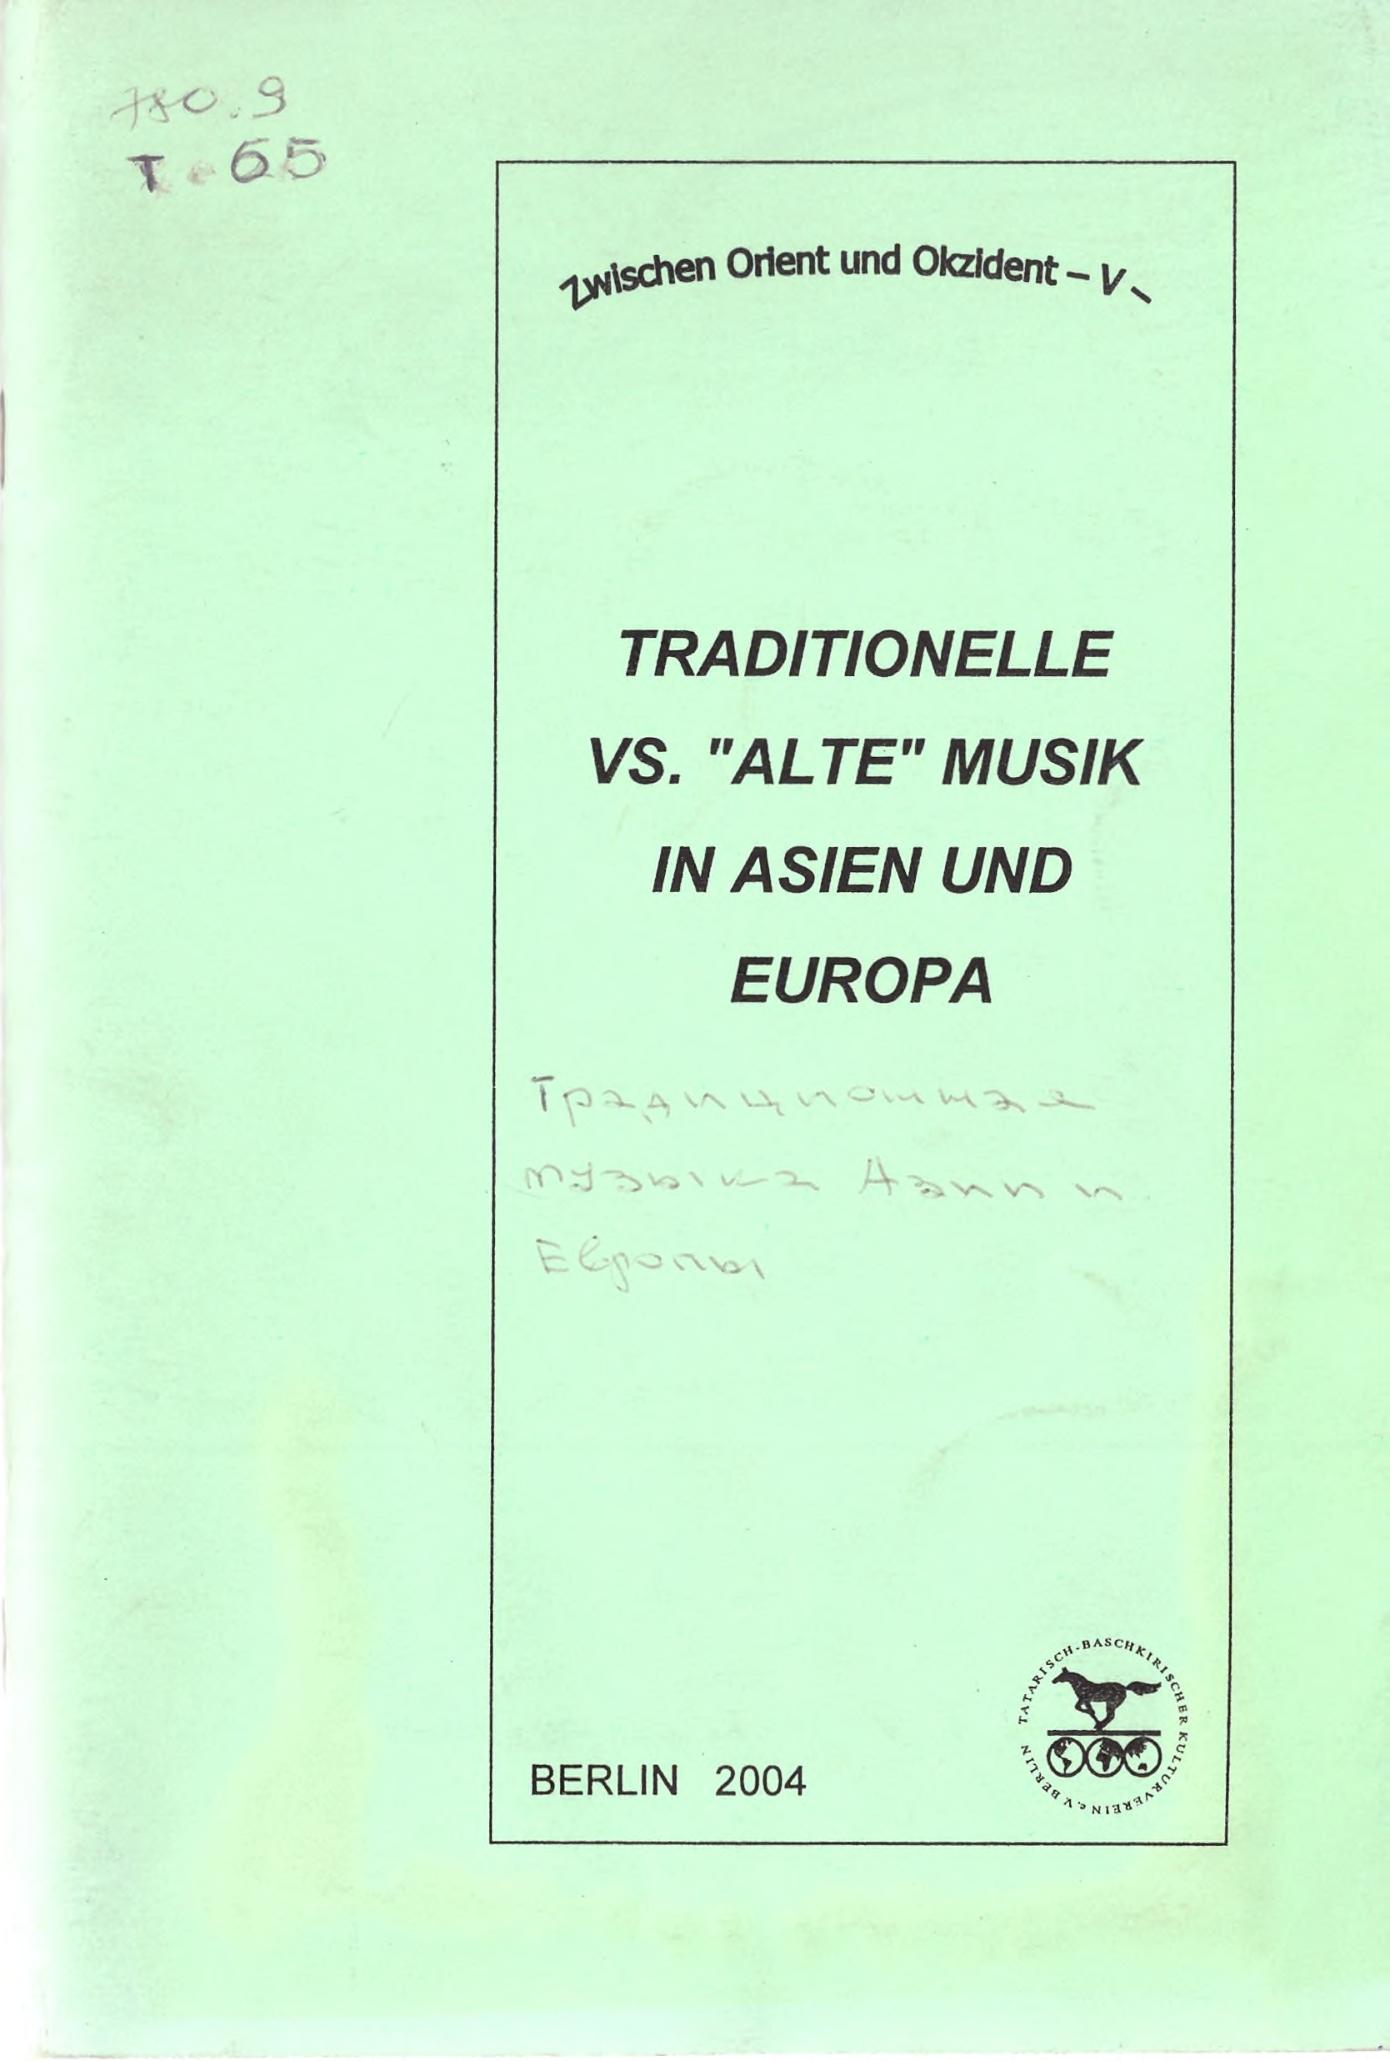 780.9
T. 65
Zwischen Orient und Okzident – V –
TRADITIONELLE
VS. "ALTE" MUSIK
IN ASIEN UND
EUROPA
Традиционная
музыка Азии и
Европы
BERLIN 2004
TATARISCH-BASCHKIRISCHER KULTURVEREIN e.V. BERLIN